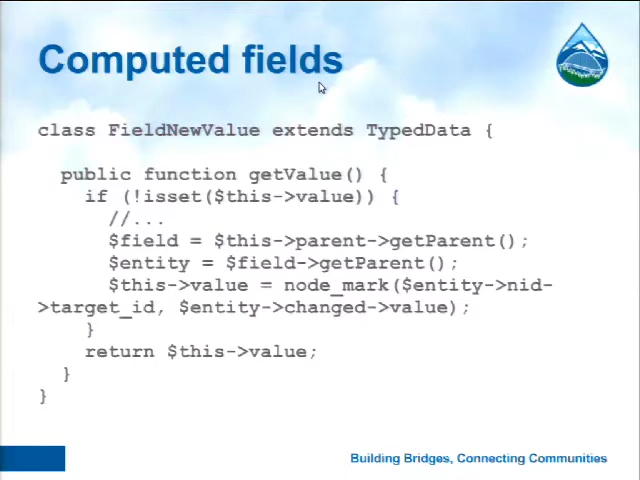 Computed fields
class FieldNewValue extends TypedData {
public function getValue() {
if (!isset($this->value)) {
//...
$field = $this->parent->getParent();
$entity = $field->getParent();
$this->value = node_mark($entity->nid-
>target_id, $entity->changed->value);
}
return $this->value;
}
}
Building Bridges, Connecting Communities